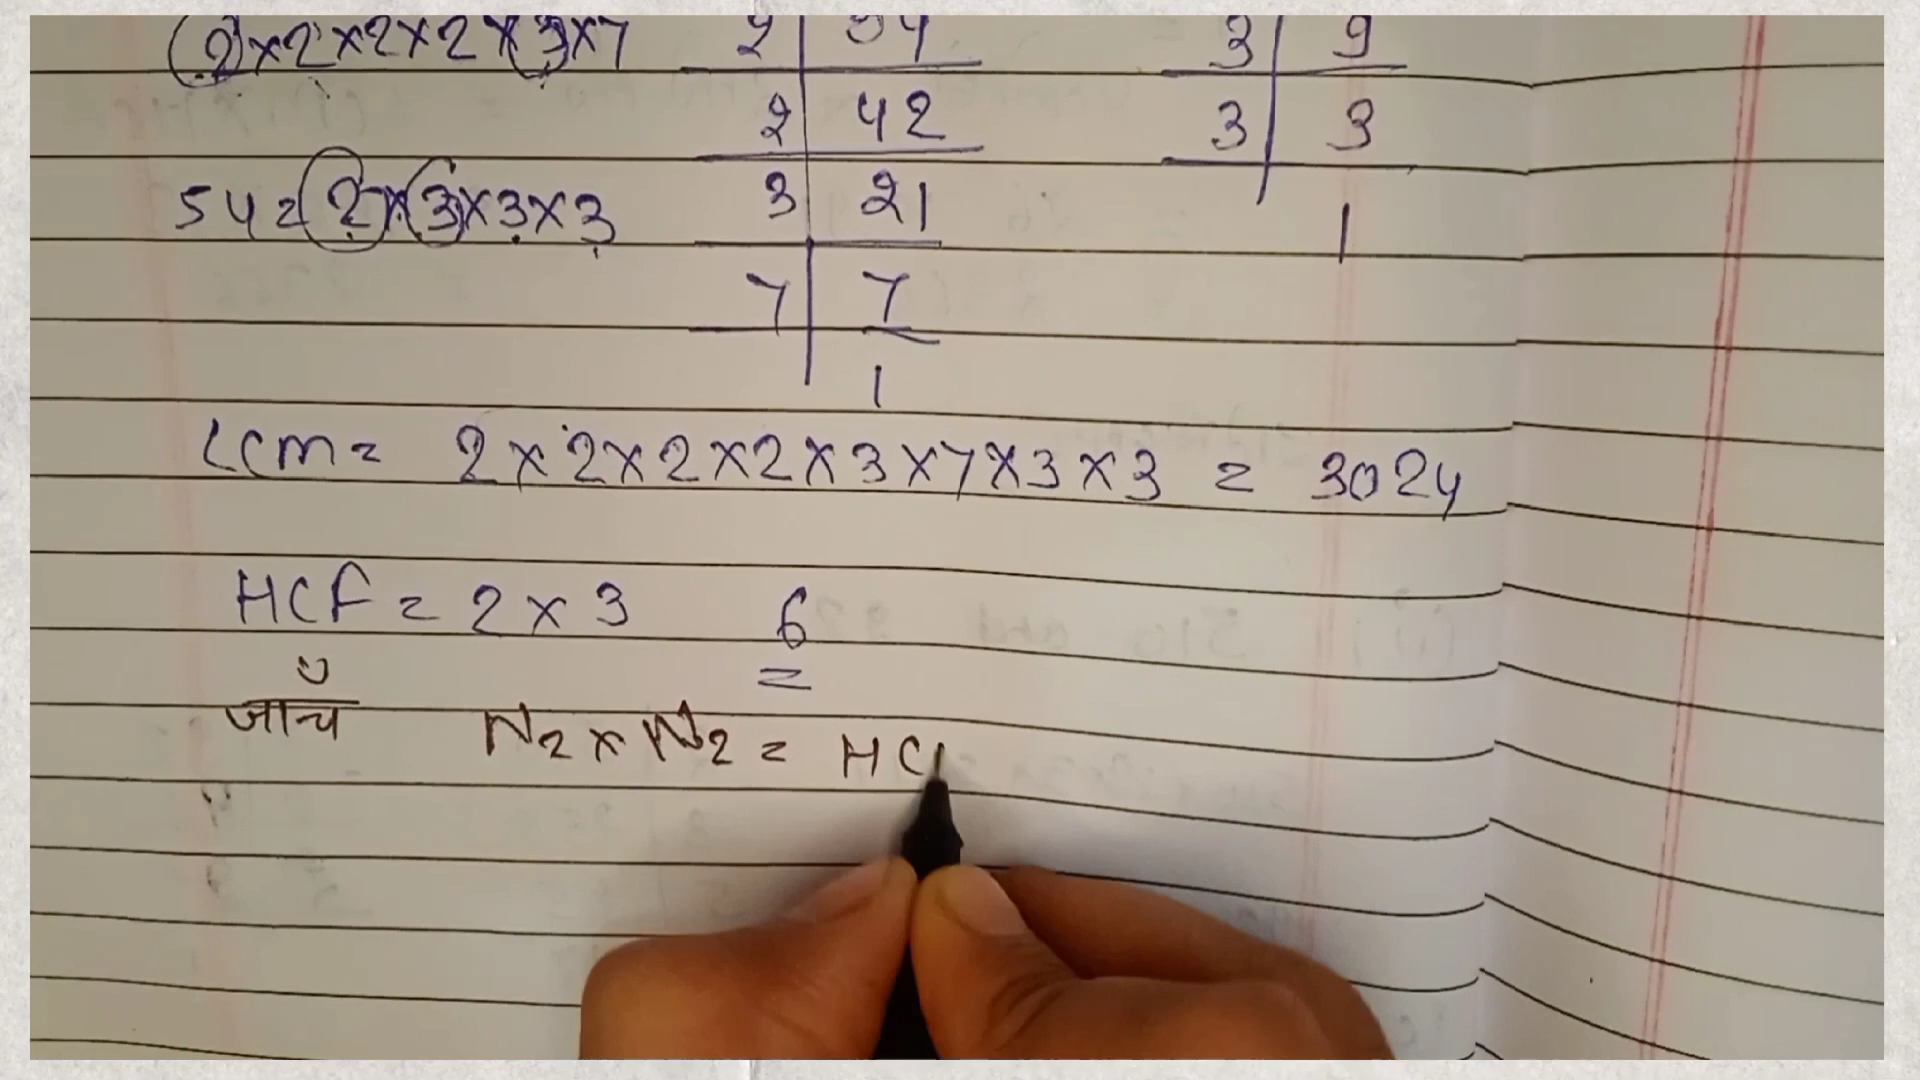 2×2×2×2×3×7
54=2×3×3×3
2 | 84
2 | 42
3 | 21
7 | 7
1
3 | 9
3 | 3
1
LCM= 2×2×2×2×3×7×3×3 = 3024
HCF=2×3 6
=
जाँच N2×N2= HC